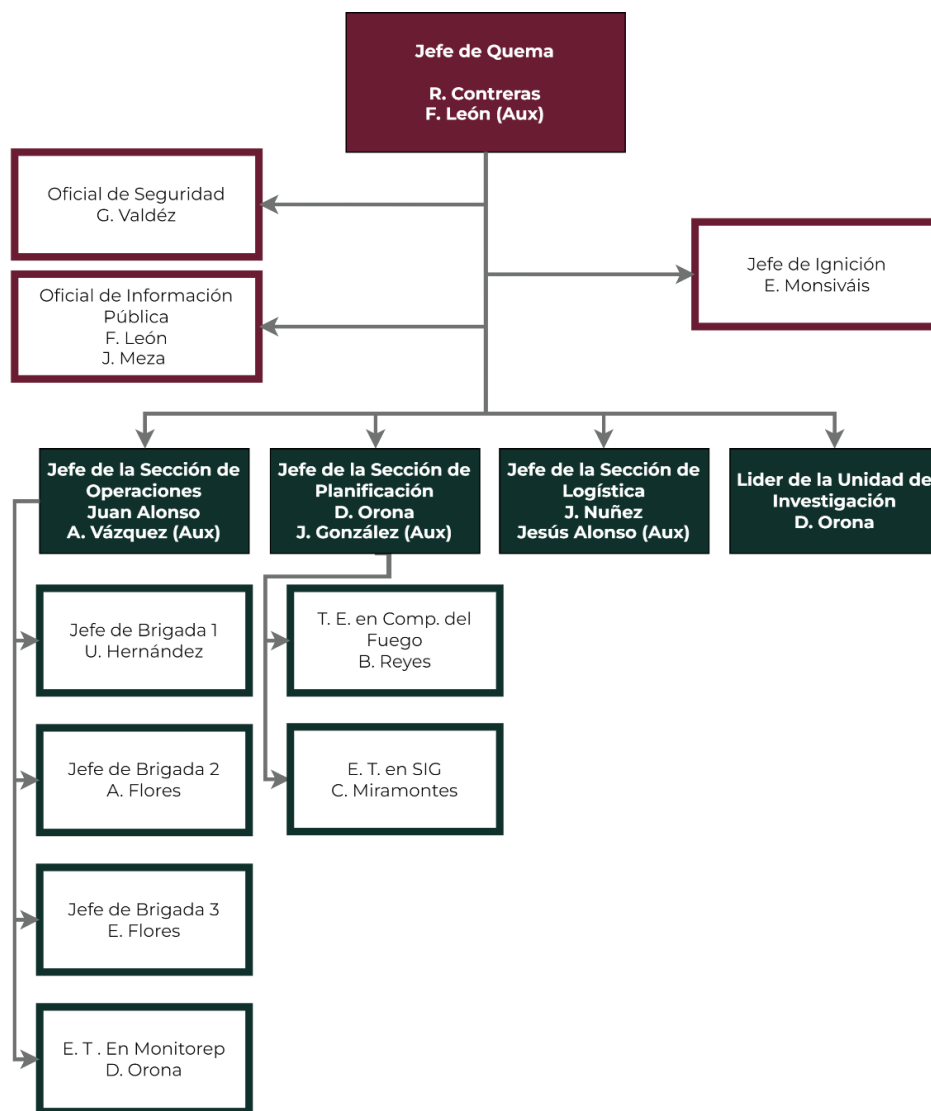 Jefe de Quema
R. Contreras
F. León (Aux)
Oficial de Seguridad
G. Valdéz
Oficial de Información
Pública
F. León
J. Meza
Jefe de Ignición
E. Monsiváis
Jefe de la Sección de
Operaciones
Juan Alonso
A. Vázquez (Aux)
Jefe de la Sección de
Planificación
D. Orona
J. González (Aux)
Jefe de la Sección de
Logística
J. Nuñez
Jesús Alonso (Aux)
Lider de la Unidad de
Investigación
D. Orona
Jefe de Brigada 1
U. Hernández
T. E. en Comp. del
Fuego
B. Reyes
Jefe de Brigada 2
A. Flores
E. T. en SIG
C. Miramontes
Jefe de Brigada 3
E. Flores
E. T . En Monitorep
D. Orona